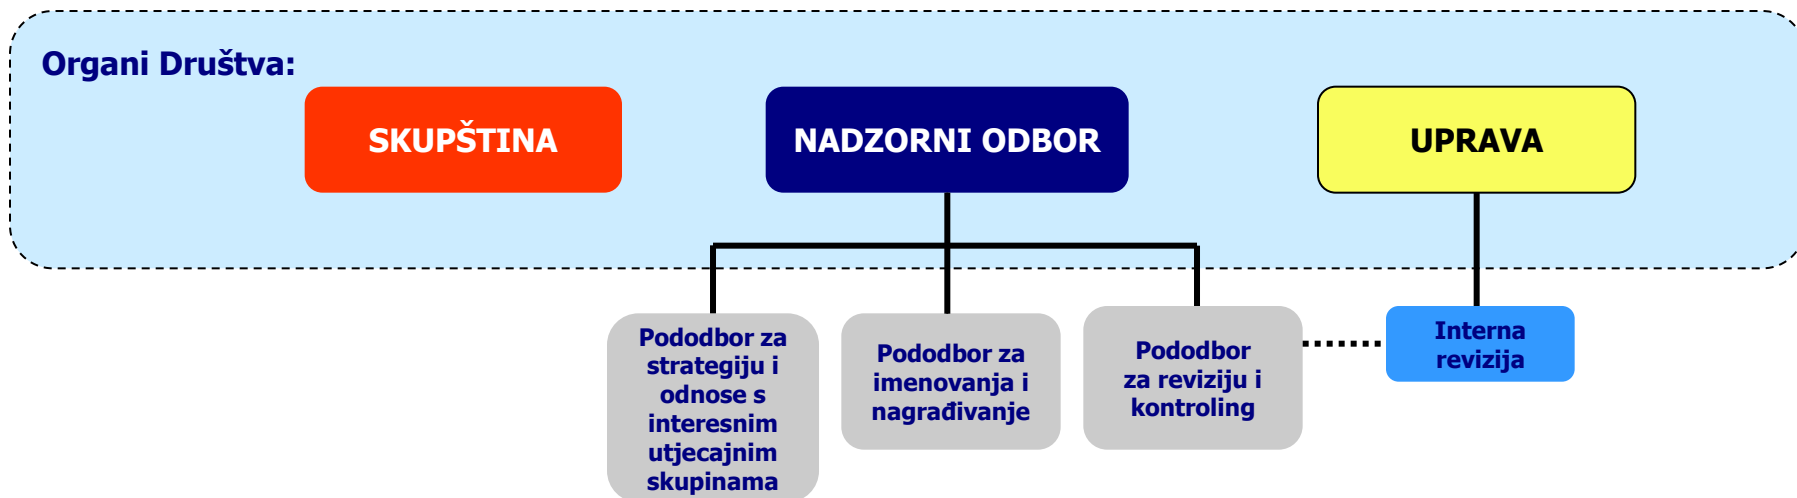 Organi Društva:
SKUPŠTINA
NADZORNI ODBOR
UPRAVA
Pododbor za
strategiju i
odnose s
interesnim
utjecajnim
skupinama
Pododbor za
imenovanja i
nagrađivanje
Pododbor
za reviziju i
kontroling
Interna
revizija